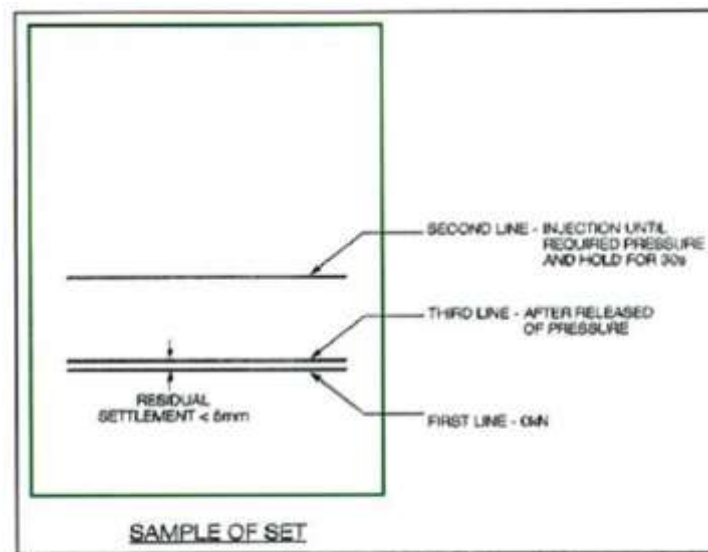 SECOND LINE - INJECTION UNTIL
REQUIRED PRESSURE
AND HOLD FOR 30s
THIRD LINE - AFTER RELEASED
OF PRESSURE
RESIDUAL
SETTLEMENT < 5mm
FIRST LINE - 0kN
SAMPLE OF SET